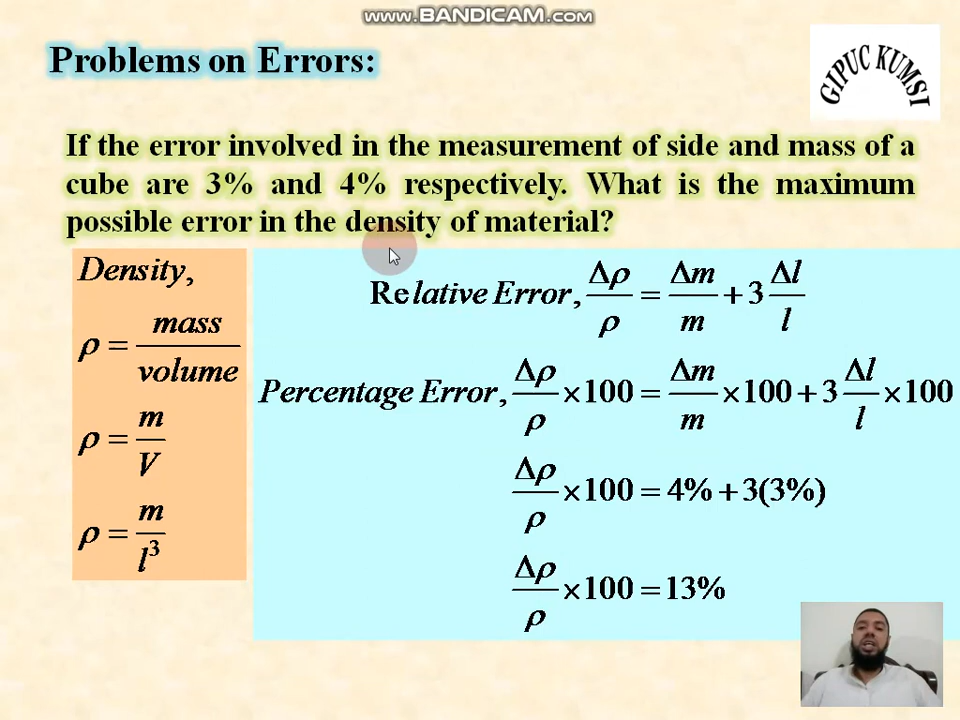 www.BANDICAM.com
Problems on Errors:
GIPUC KUMSI
If the error involved in the measurement of side and mass of a
cube are 3% and 4% respectively. What is the maximum
possible error in the density of material?
Density,
ρ = mass / volume
ρ = m / V
ρ = m / l³
Relative Error, Δρ / ρ = Δm / m + 3 Δl / l
Percentage Error, Δρ / ρ ×100 = Δm / m ×100 + 3 Δl / l ×100
Δρ / ρ ×100 = 4% + 3(3%)
Δρ / ρ ×100 = 13%